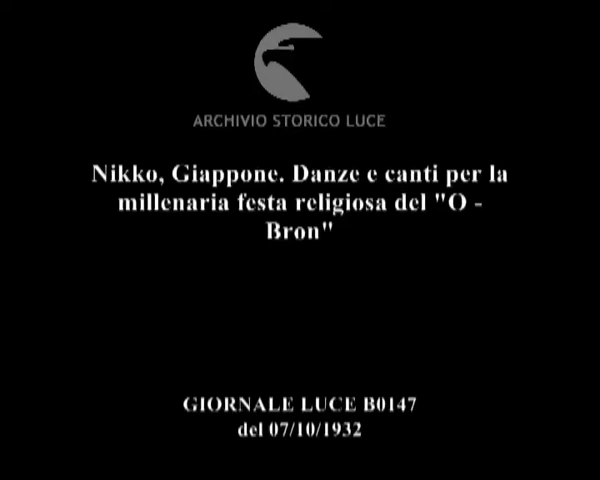 ARCHIVIO STORICO LUCE
Nikko, Giappone. Danze e canti per la
millenaria festa religiosa del "O -
Bron"
GIORNALE LUCE B0147
del 07/10/1932